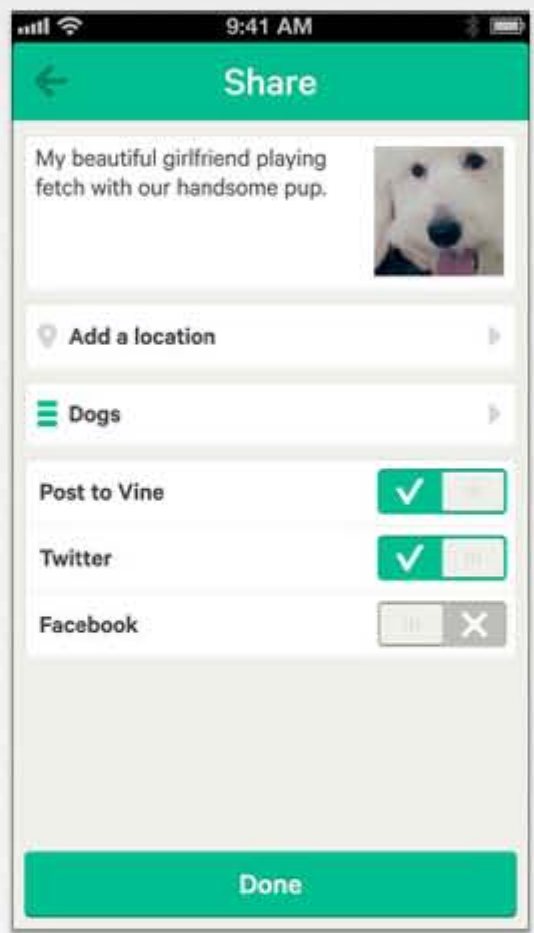 9:41 AM
Share
My beautiful girlfriend playing
fetch with our handsome pup.
Add a location
Dogs
Post to Vine
Twitter
Facebook
Done